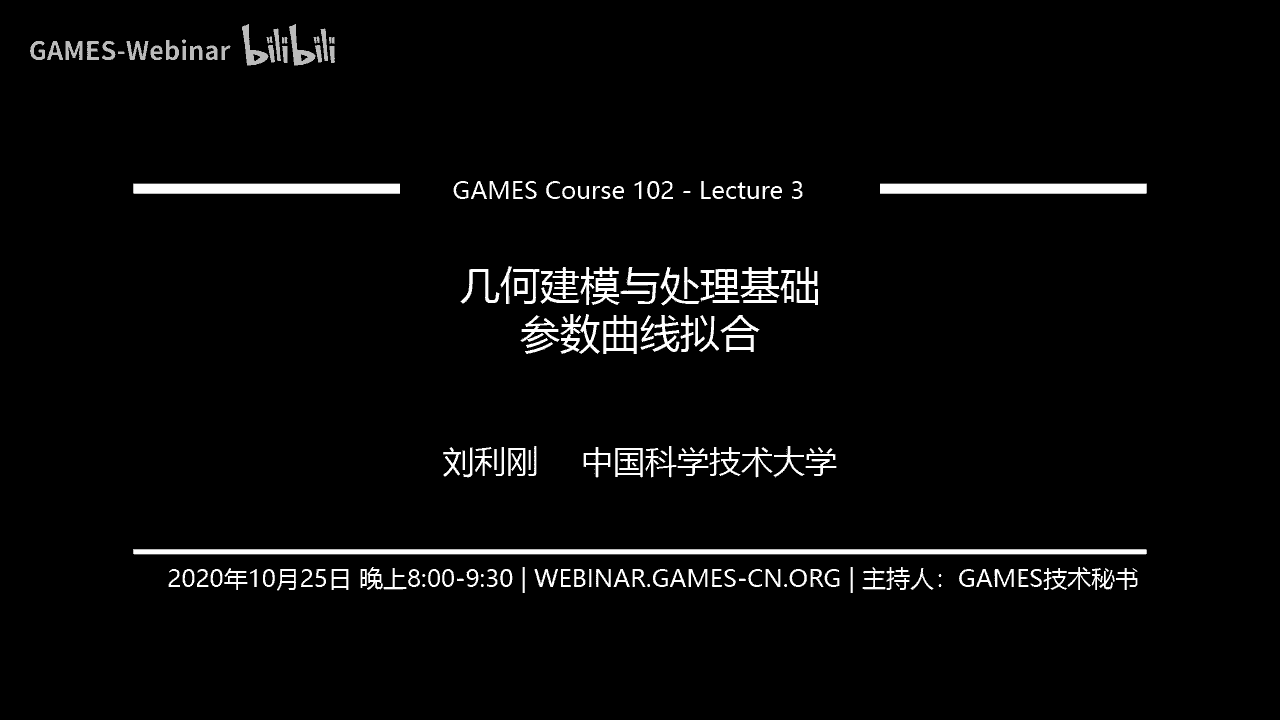 GAMES-Webinar bilibili
GAMES Course 102 - Lecture 3
几何建模与处理基础
参数曲线拟合
刘利刚 中国科学技术大学
2020年10月25日 晚上8:00-9:30 | WEBINAR.GAMES-CN.ORG | 主持人：GAMES技术秘书